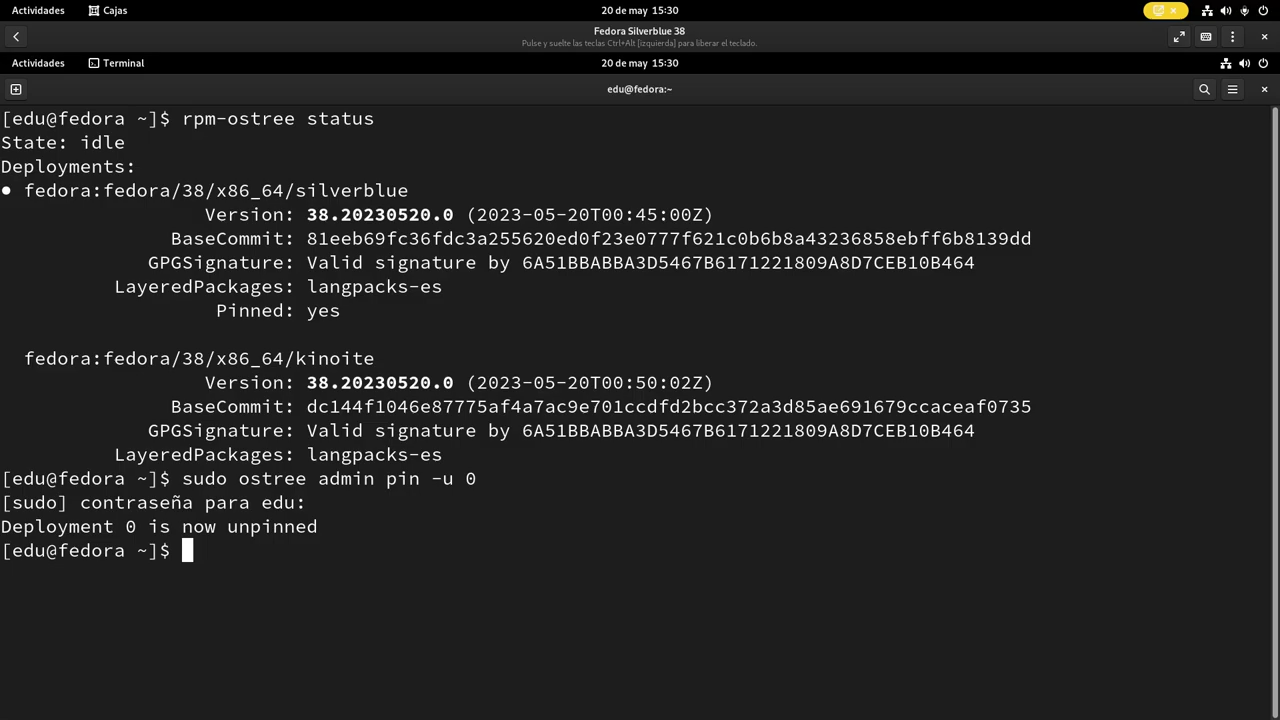 Actividades Cajas 20 de may 15:30
Fedora Silverblue 38
Pulse y suelte las teclas Ctrl+Alt [izquierda] para liberar el teclado.
Actividades Terminal 20 de may 15:30
edu@fedora:~
[edu@fedora ~]$ rpm-ostree status
State: idle
Deployments:
● fedora:fedora/38/x86_64/silverblue
Version: 38.20230520.0 (2023-05-20T00:45:00Z)
BaseCommit: 81eeb69fc36fdc3a255620ed0f23e0777f621c0b6b8a43236858ebff6b8139dd
GPGSignature: Valid signature by 6A51BBABBA3D5467B6171221809A8D7CEB10B464
LayeredPackages: langpacks-es
Pinned: yes
fedora:fedora/38/x86_64/kinoite
Version: 38.20230520.0 (2023-05-20T00:50:02Z)
BaseCommit: dc144f1046e87775af4a7ac9e701ccdfd2bcc372a3d85ae691679ccaceaf0735
GPGSignature: Valid signature by 6A51BBABBA3D5467B6171221809A8D7CEB10B464
LayeredPackages: langpacks-es
[edu@fedora ~]$ sudo ostree admin pin -u 0
[sudo] contraseña para edu:
Deployment 0 is now unpinned
[edu@fedora ~]$